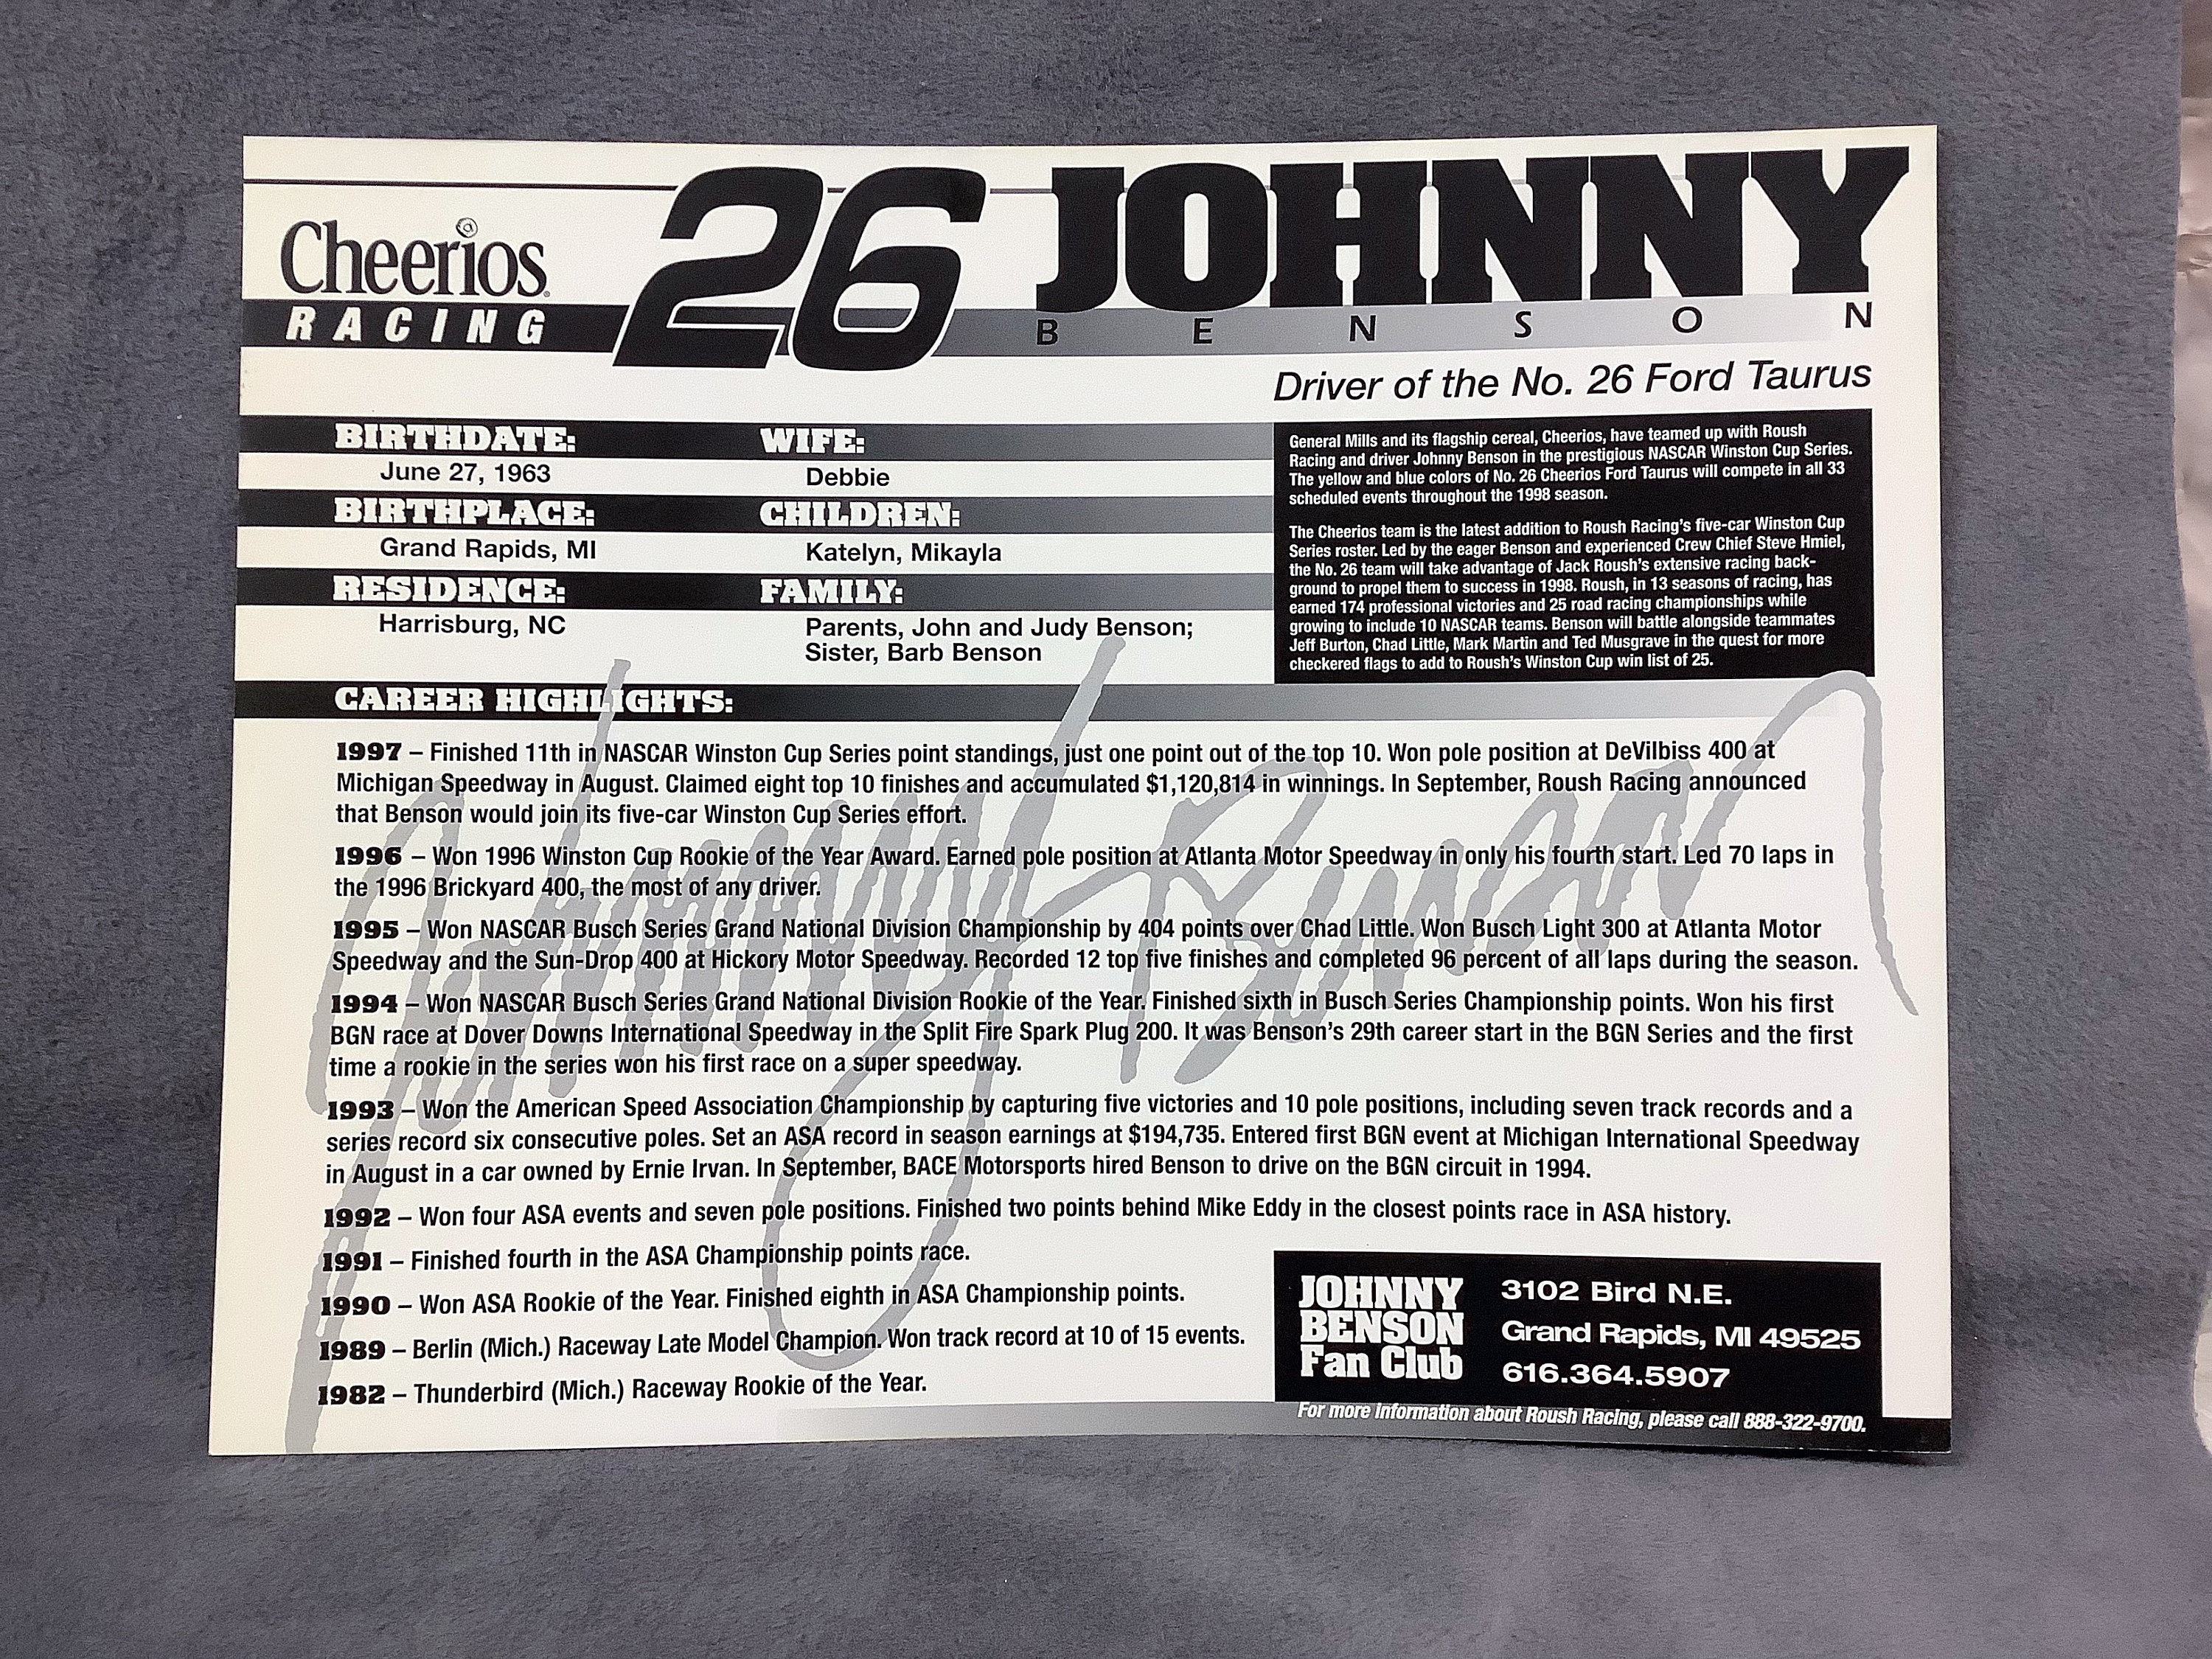 Cheerios
RACING
26
JOHNNY
BENSON
Driver of the No. 26 Ford Taurus
BIRTHDATE:
June 27, 1963
BIRTHPLACE:
Grand Rapids, MI
RESIDENCE:
Harrisburg, NC
WIFE:
Debbie
CHILDREN:
Katelyn, Mikayla
FAMILY:
Parents, John and Judy Benson;
Sister, Barb Benson
General Mills and its flagship cereal, Cheerios, have teamed up with Roush
Racing and driver Johnny Benson in the prestigious NASCAR Winston Cup Series.
The yellow and blue colors of No. 26 Cheerios Ford Taurus will compete in all 33
scheduled events throughout the 1998 season.
The Cheerios team is the latest addition to Roush Racing's five-car Winston Cup
Series roster. Led by the eager Benson and experienced Crew Chief Steve Hmiel,
the No. 26 team will take advantage of Jack Roush's extensive racing back-
ground to propel them to success in 1998. Roush, in 13 seasons of racing, has
earned 174 professional victories and 25 road racing championships while
growing to include 10 NASCAR teams. Benson will battle alongside teammates
Jeff Burton, Chad Little, Mark Martin and Ted Musgrave in the quest for more
checkered flags to add to Roush's Winston Cup win list of 25.
CAREER HIGHLIGHTS:
1997 – Finished 11th in NASCAR Winston Cup Series point standings, just one point out of the top 10. Won pole position at DeVilbiss 400 at
Michigan Speedway in August. Claimed eight top 10 finishes and accumulated $1,120,814 in winnings. In September, Roush Racing announced
that Benson would join its five-car Winston Cup Series effort.
1996 – Won 1996 Winston Cup Rookie of the Year Award. Earned pole position at Atlanta Motor Speedway in only his fourth start. Led 70 laps in
the 1996 Brickyard 400, the most of any driver.
1995 – Won NASCAR Busch Series Grand National Division Championship by 404 points over Chad Little. Won Busch Light 300 at Atlanta Motor
Speedway and the Sun-Drop 400 at Hickory Motor Speedway. Recorded 12 top five finishes and completed 96 percent of all laps during the season.
1994 – Won NASCAR Busch Series Grand National Division Rookie of the Year. Finished sixth in Busch Series Championship points. Won his first
BGN race at Dover Downs International Speedway in the Split Fire Spark Plug 200. It was Benson's 29th career start in the BGN Series and the first
time a rookie in the series won his first race on a super speedway.
1993 – Won the American Speed Association Championship by capturing five victories and 10 pole positions, including seven track records and a
series record six consecutive poles. Set an ASA record in season earnings at $194,735. Entered first BGN event at Michigan International Speedway
in August in a car owned by Ernie Irvan. In September, BACE Motorsports hired Benson to drive on the BGN circuit in 1994.
1992 – Won four ASA events and seven pole positions. Finished two points behind Mike Eddy in the closest points race in ASA history.
1991 – Finished fourth in the ASA Championship points race.
1990 – Won ASA Rookie of the Year. Finished eighth in ASA Championship points.
1989 – Berlin (Mich.) Raceway Late Model Champion. Won track record at 10 of 15 events.
1982 – Thunderbird (Mich.) Raceway Rookie of the Year.
Johnny Benson
JOHNNY
BENSON
Fan Club
3102 Bird N.E.
Grand Rapids, MI 49525
616.364.5907
For more information about Roush Racing, please call 888-322-9700.